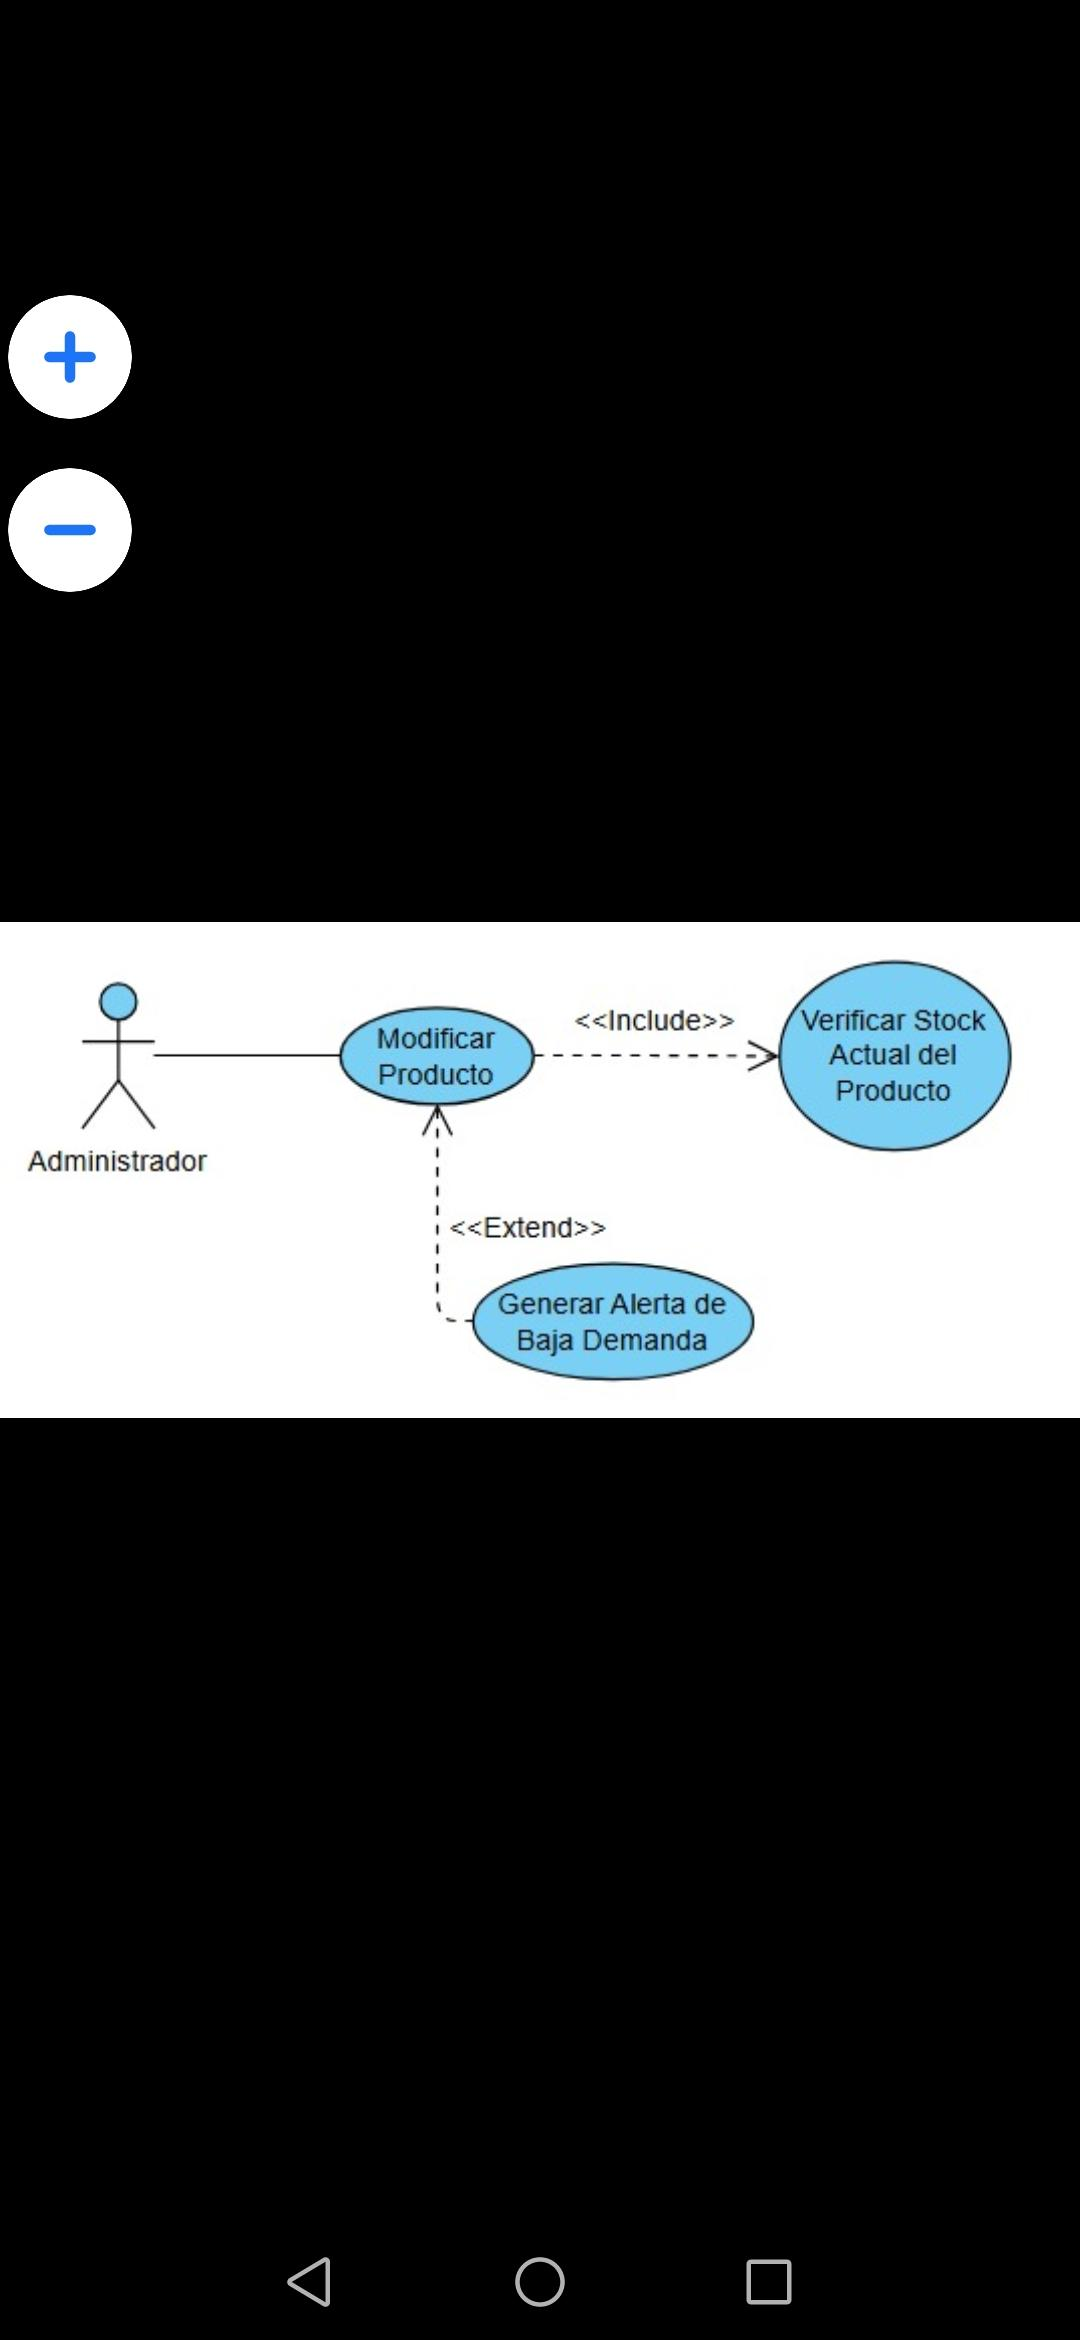 <<Include>>
Modificar
Producto
Verificar Stock
Actual del
Producto
Administrador
<<Extend>>
Generar Alerta de
Baja Demanda